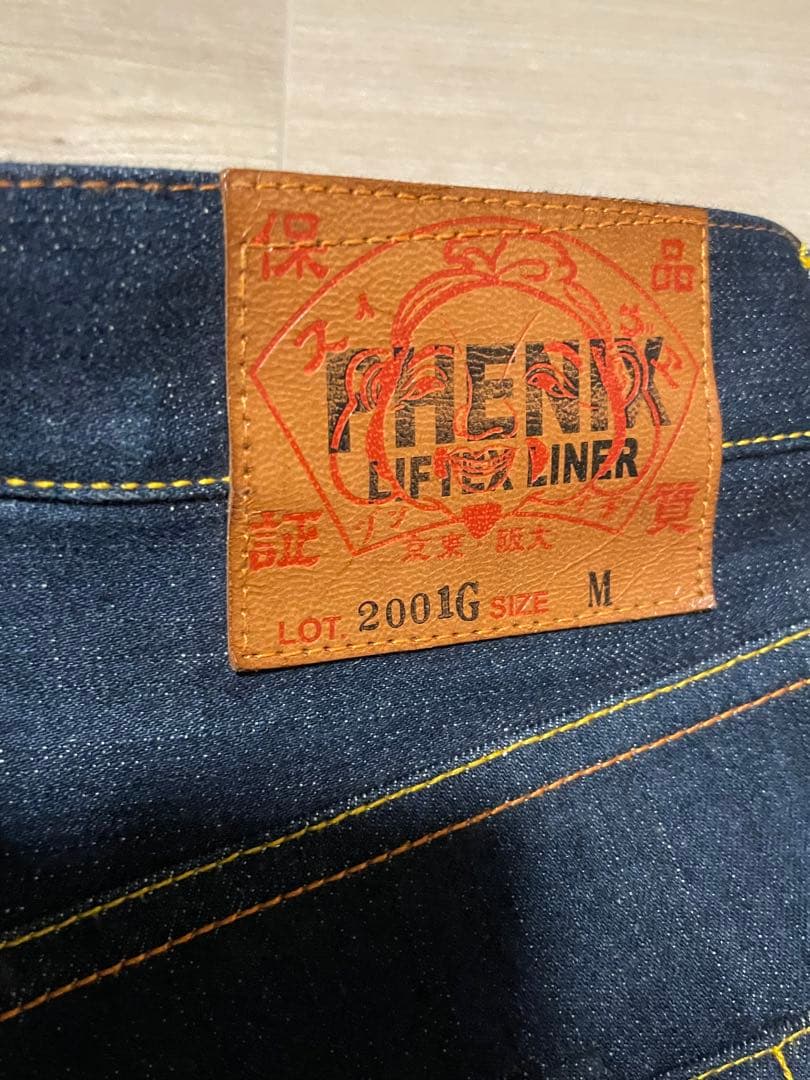 品質
保証
PHENIX
LIFTEX LINER
大阪・東京
LOT. 2001G SIZE M